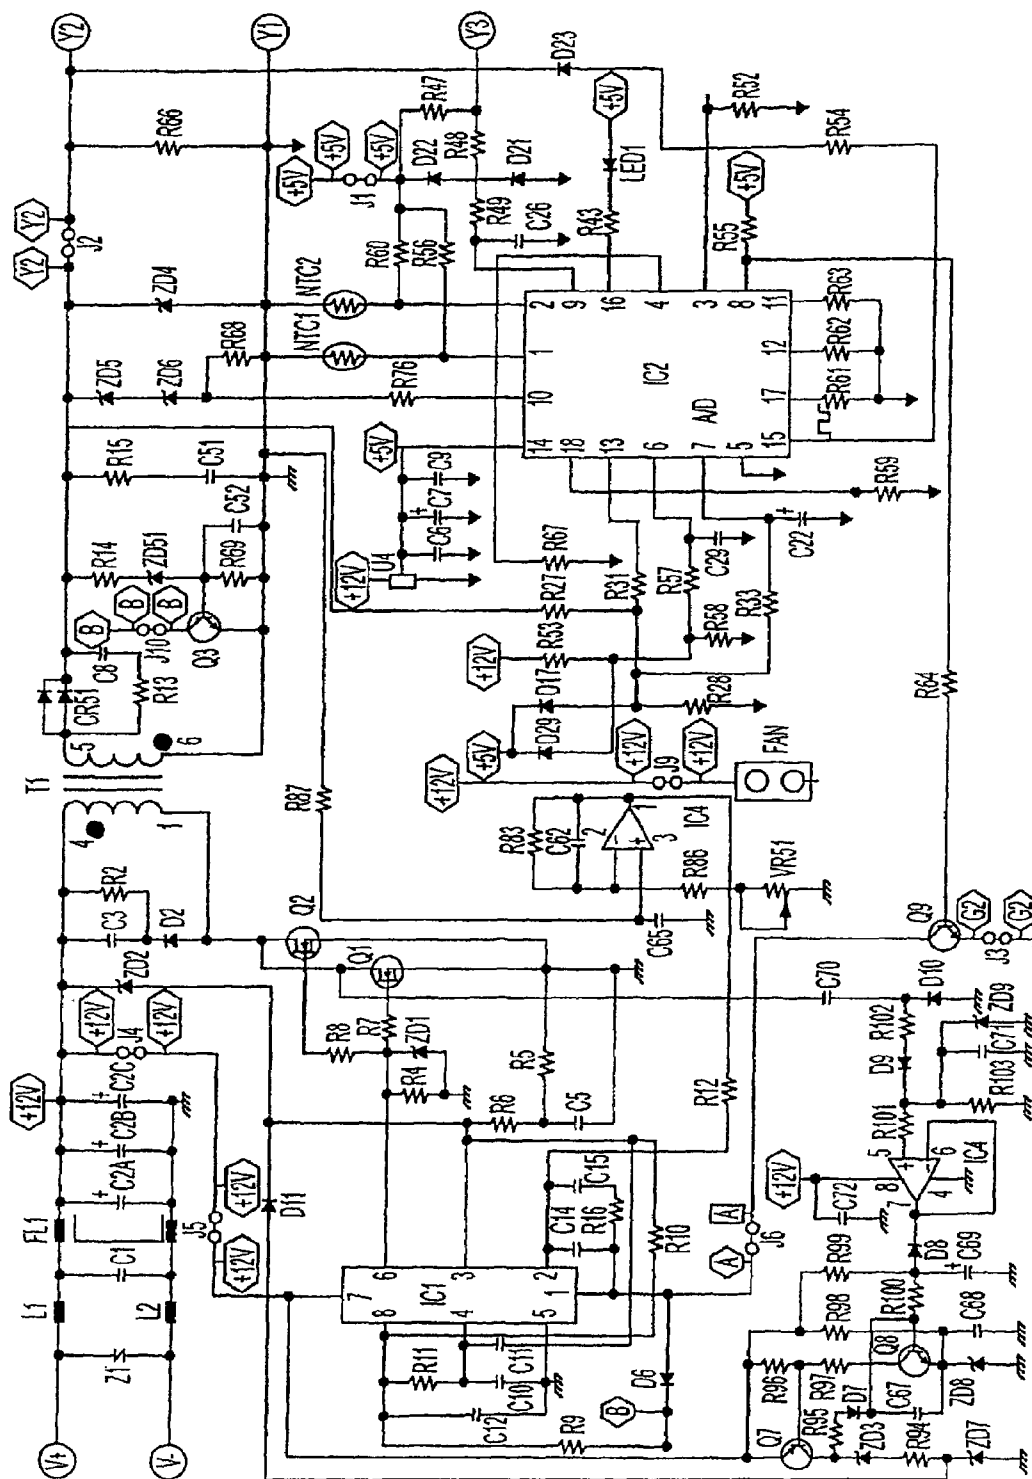 V+
V-
Z1
L1
L2
C1
FL1
C2A
C2B
C2C
+12V
J4
+12V
+12V
J5
+12V
+12V
D11
ZD2
C3
R2
D2
4
1
T1
5
6
CR51
C8
R13
B
J10
B
B
Q3
R14
ZD51
R69
C52
R15
C51
ZD5
ZD6
R68
ZD4
Y2
J2
Y2
R66
Y2
Y1
Y3
NTC1
NTC2
R76
R60
R56
+5V
+5V
J1
+5V
R47
D22
R48
D21
R49
C26
D23
+5V
LED1
R43
R52
R54
+5V
R55
IC2
A/D
2
9
16
4
3
8
11
1
12
10
17
14
18
13
6
7
5
15
R63
R62
R61
R59
+5V
C9
C7
C6
U4
+12V
R67
R27
R31
R53
R57
C29
R58
R33
C22
+12V
D17
D29
+5V
R28
+12V
+12V
J9
+12V
FAN
R64
R87
R83
C62
2
3
1
IC4
R86
VR51
C65
Q2
Q1
R8
R7
ZD1
R4
R5
R6
C5
R12
IC1
7
6
3
2
1
8
4
5
C15
C14
R16
R10
R11
C11
C10
C12
R9
D6
B
A
A
J6
Q9
G2
J3
G2
C70
D10
R102
ZD9
C71
D9
R103
R101
5
6
7
8
4
IC4
+12V
C72
D8
C69
R99
R98
R100
C68
Q8
R96
R97
D7
C67
ZD8
Q7
R95
ZD3
R94
ZD7